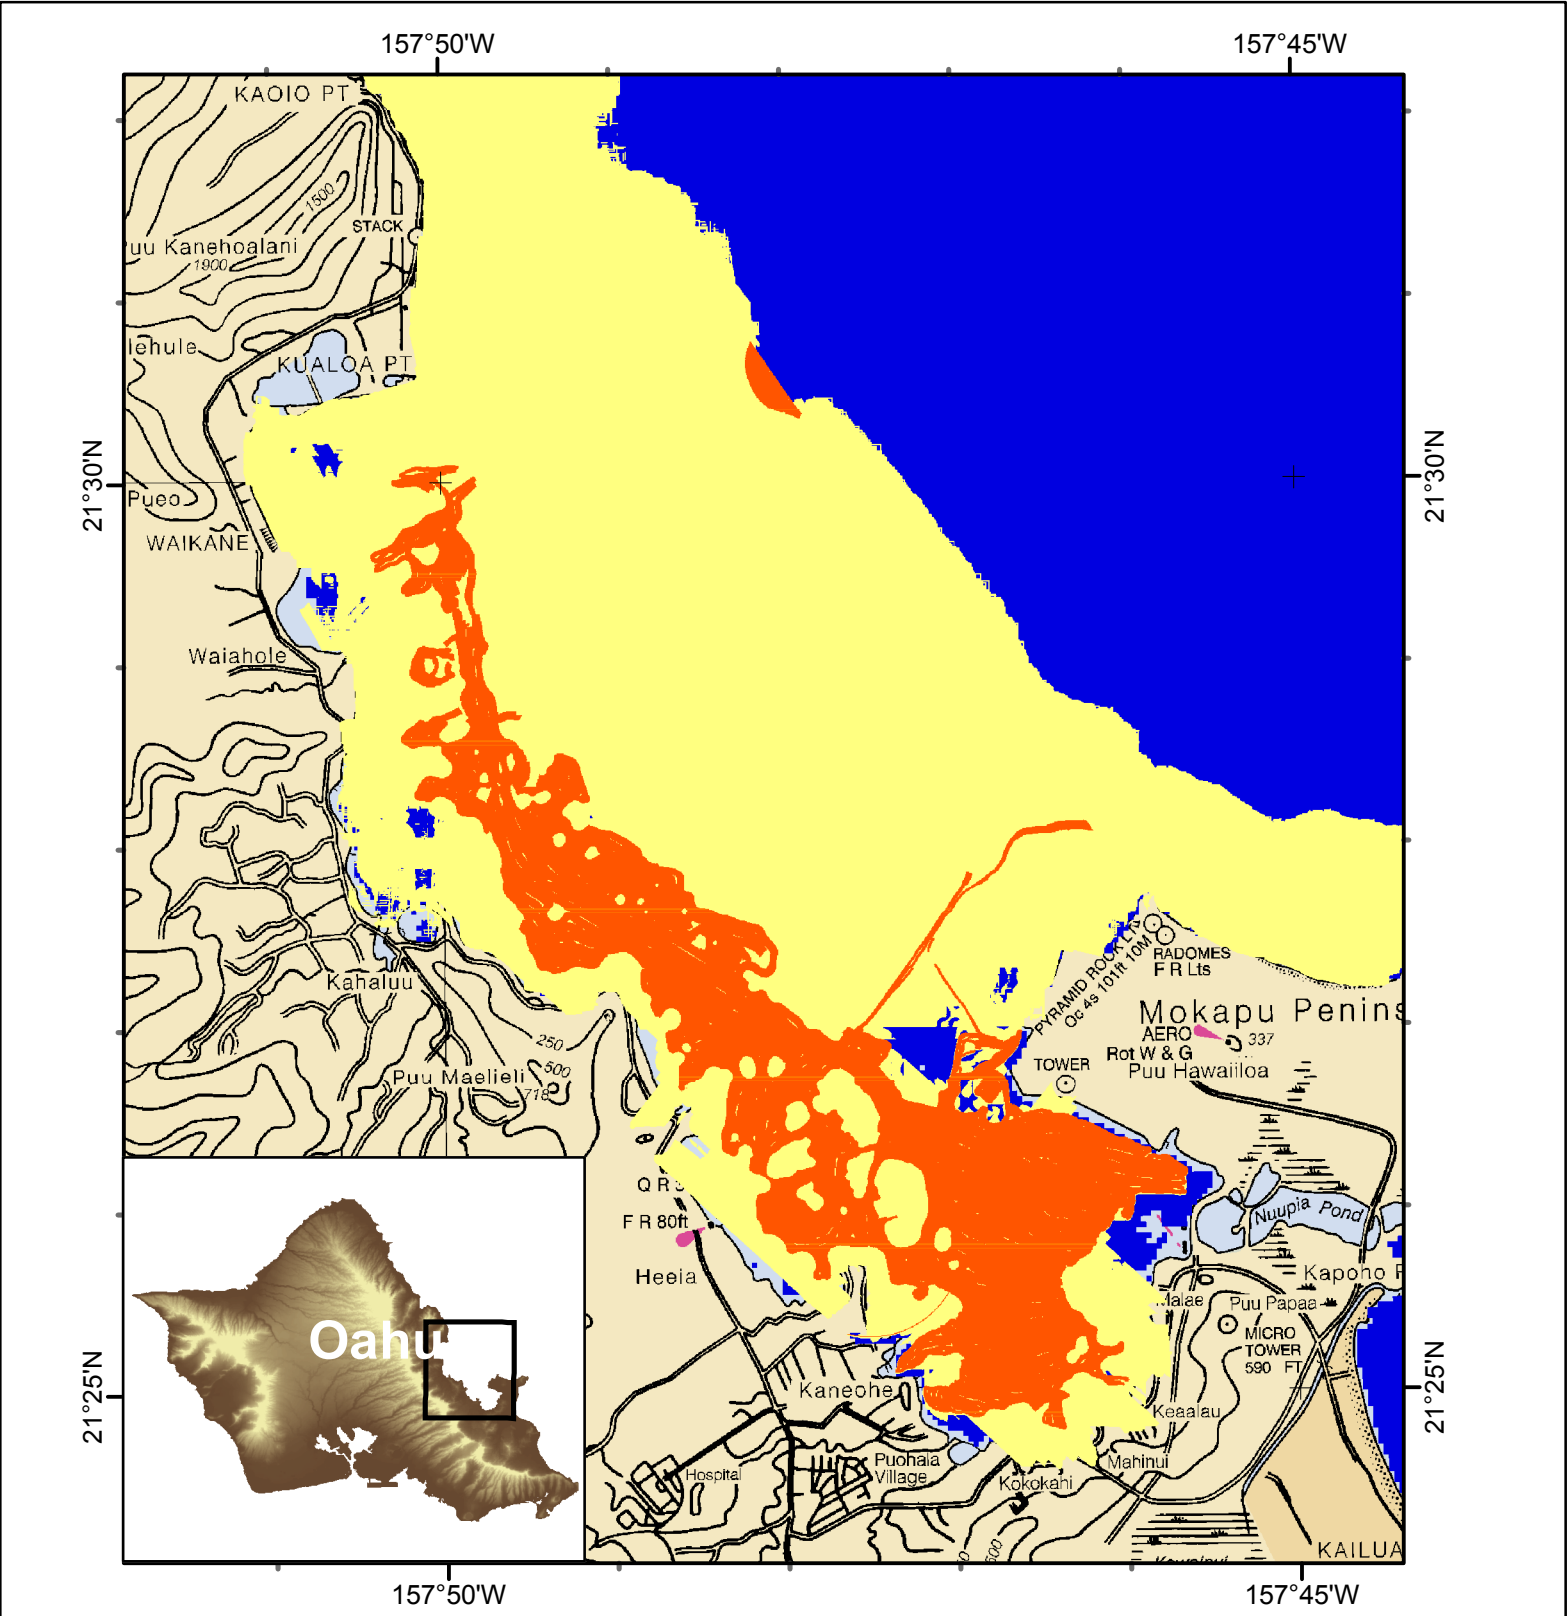 157°50'W
157°45'W
KAOIO PT
1500
STACK
uu Kanehoalani
1900
lehule
KUALOA PT
21°30'N
21°30'N
Pueo
WAIKANE
Waiahole
Kahaluu
PYRAMID ROCK Lts
Oc 4s 101ft 10M
RADOMES
F R Lts
Mokapu Penins
AERO
Rot W & G
337
Puu Hawaiiloa
TOWER
250
500
718
Puu Maelieli
Q R
F R 80ft
Heeia
Nuupia Pond
Kapoho P
Malae
Puu Papaa
MICRO
TOWER
590 FT
Oahu
21°25'N
21°25'N
Kaneohe
Keaalau
Mahinui
Hospital
Puohala
Village
Kokokahi
500
KAILUA
157°50'W
157°45'W